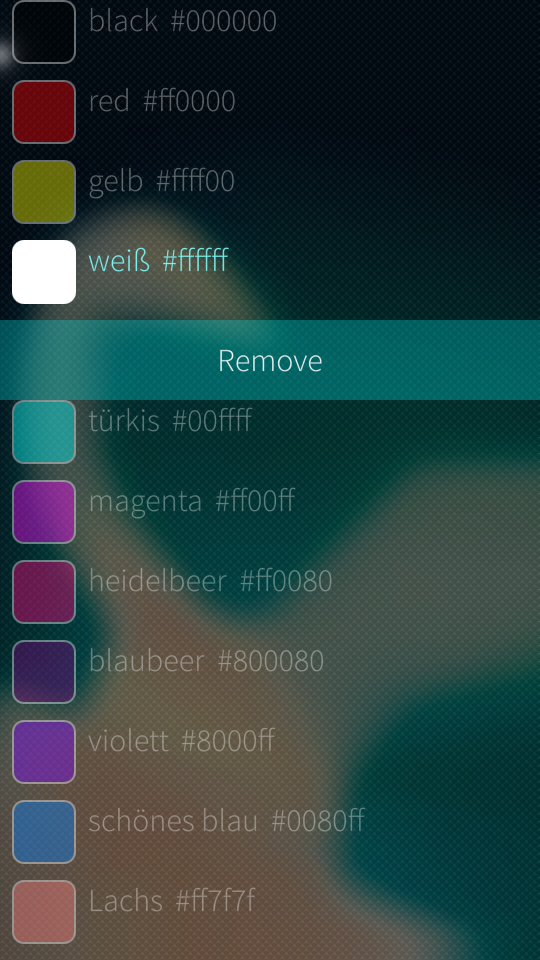 black #000000
red #ff0000
gelb #ffff00
weiß #ffffff
Remove
türkis #00ffff
magenta #ff00ff
heidelbeer #ff0080
blaubeer #800080
violett #8000ff
schönes blau #0080ff
Lachs #ff7f7f